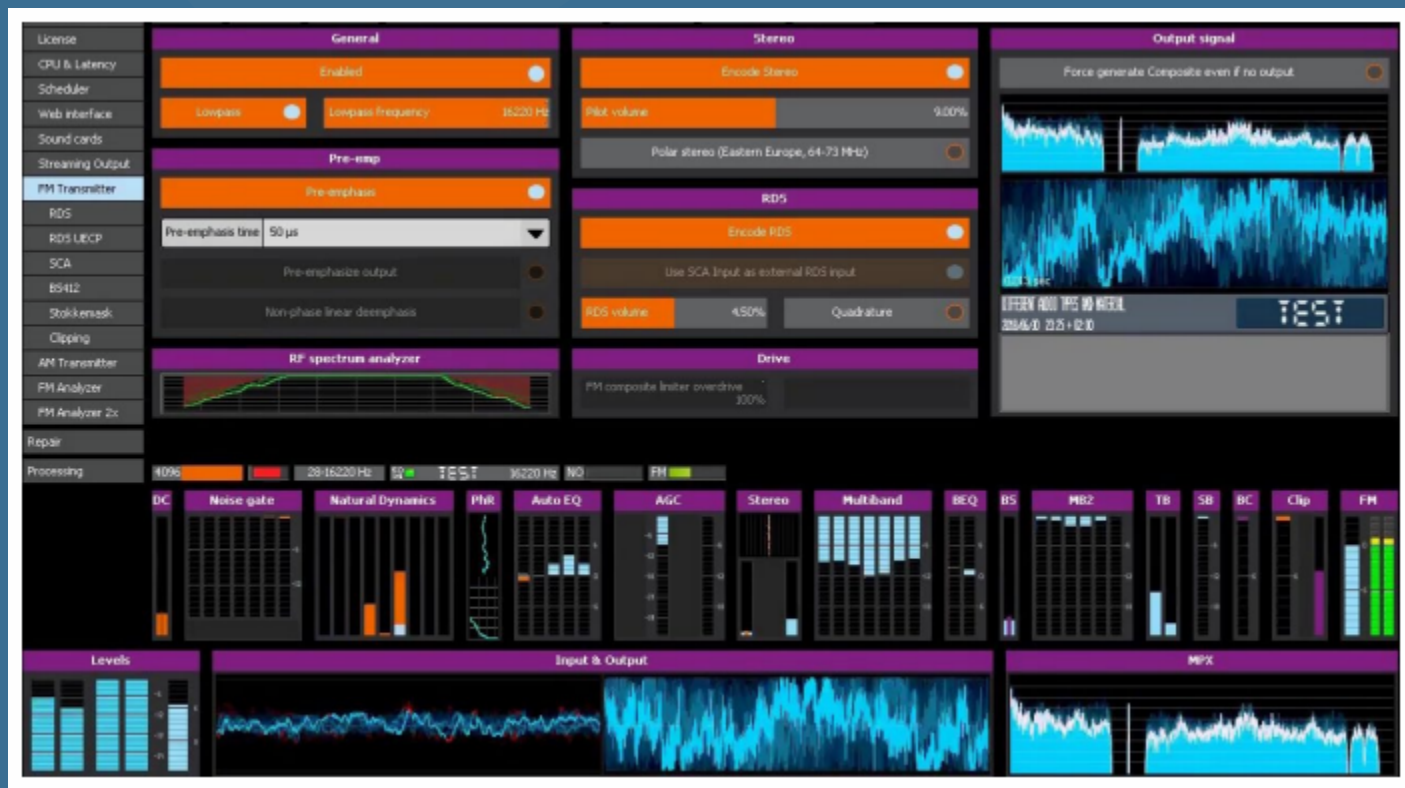 License
CPU & Latency
Scheduler
Web interface
Sound cards
Streaming Output
FM Transmitter
RDS
RDS UECP
SCA
BS412
Stokkemask
Clipping
AM Transmitter
FM Analyzer
FM Analyzer 2x
Repair
Processing
General
Enabled
Lowpass
Lowpass frequency 16220 Hz
Pre-emp
Pre-emphasis
Pre-emphasis time 50 µs
Pre-emphasize output
Non-phase linear deemphasis
RF spectrum analyzer
Stereo
Encode Stereo
Pilot volume 9.00%
Polar stereo (Eastern Europe, 64-73 MHz)
RDS
Encode RDS
Use SCA Input as external RDS input
RDS volume 4.50%
Quadrature
Drive
FM composite limiter overdrive
100%
Output signal
Force generate Composite even if no output
sec
DIFFERENT AUDIO TYPES AND MATERIAL
TEST
4096 28-16220 Hz TEST 16220 Hz NO FM
DC Noise gate Natural Dynamics PhR Auto EQ AGC Stereo Multiband BEQ BS MB2 TB SB BC Clip FM
Levels Input & Output MPX